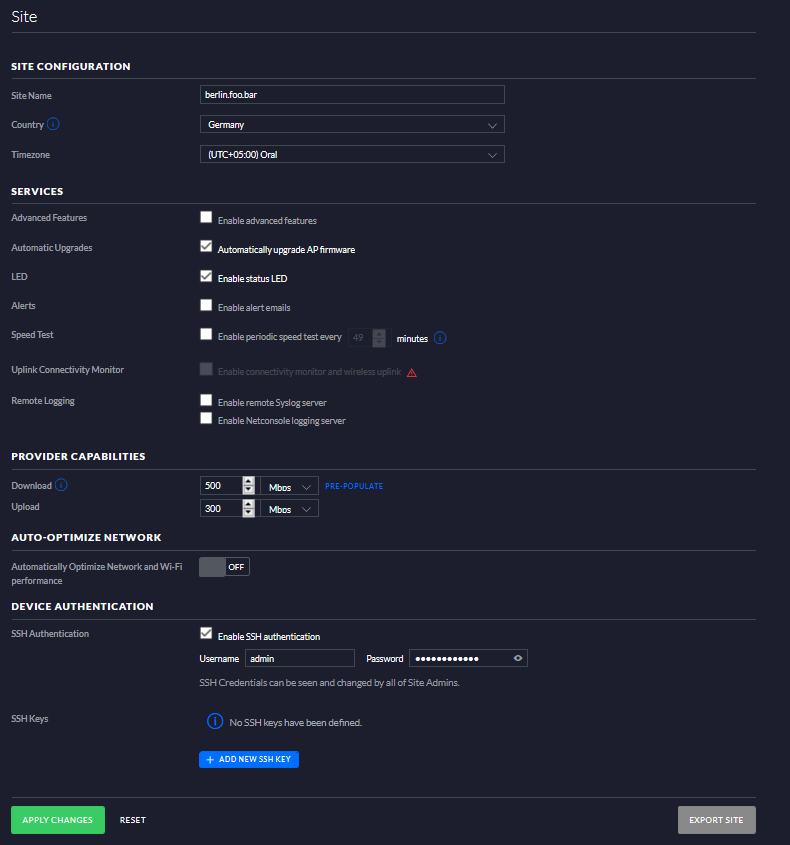 Site
SITE CONFIGURATION
Site Name berlin.foo.bar
Country Germany
Timezone (UTC+05:00) Oral
SERVICES
Advanced Features Enable advanced features
Automatic Upgrades Automatically upgrade AP firmware
LED Enable status LED
Alerts Enable alert emails
Speed Test Enable periodic speed test every 49 minutes
Uplink Connectivity Monitor Enable connectivity monitor and wireless uplink
Remote Logging Enable remote Syslog server
Enable Netconsole logging server
PROVIDER CAPABILITIES
Download 500 Mbps PRE-POPULATE
Upload 300 Mbps
AUTO-OPTIMIZE NETWORK
Automatically Optimize Network and Wi-Fi OFF
performance
DEVICE AUTHENTICATION
SSH Authentication Enable SSH authentication
Username admin Password ••••••••••••
SSH Credentials can be seen and changed by all of Site Admins.
SSH Keys No SSH keys have been defined.
+ ADD NEW SSH KEY
APPLY CHANGES RESET EXPORT SITE